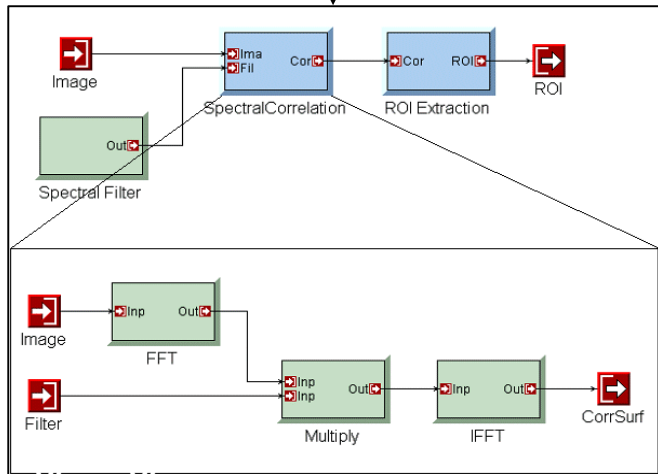 Ima
Fil
Cor
Cor
ROI
Image
SpectralCorrelation
ROI Extraction
ROI
Out
Spectral Filter
Inp
Out
Image
FFT
Inp
Inp
Out
Inp
Out
Filter
Multiply
IFFT
CorrSurf